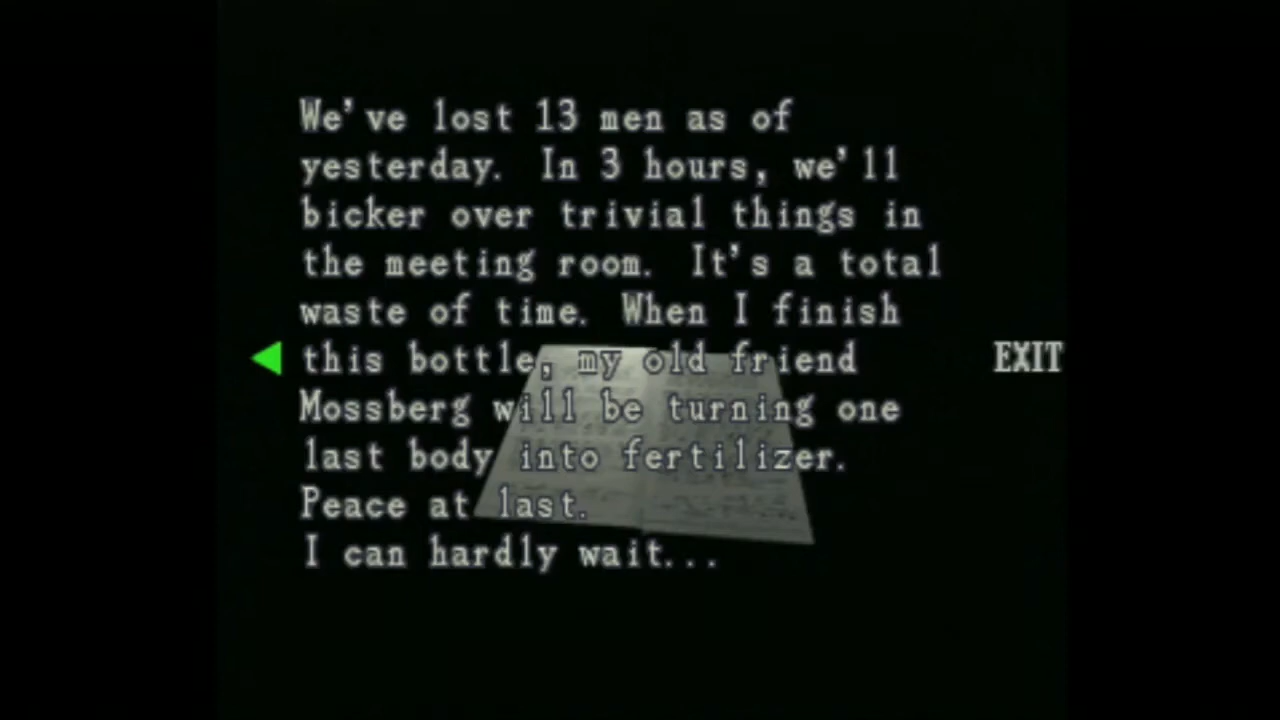 We've lost 13 men as of
yesterday. In 3 hours, we'll
bicker over trivial things in
the meeting room. It's a total
waste of time. When I finish
this bottle, my old friend
EXIT
Mossberg will be turning one
last body into fertilizer.
Peace at last.
I can hardly wait...